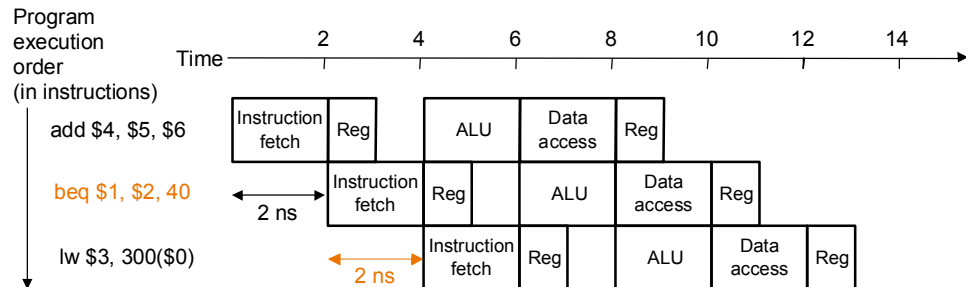 Program
execution
order
(in instructions)
Time
2 4 6 8 10 12 14
add $4, $5, $6
Instruction
fetch
Reg
ALU
Data
access
Reg
beq $1, $2, 40
2 ns
Instruction
fetch
Reg
ALU
Data
access
Reg
lw $3, 300($0)
2 ns
Instruction
fetch
Reg
ALU
Data
access
Reg